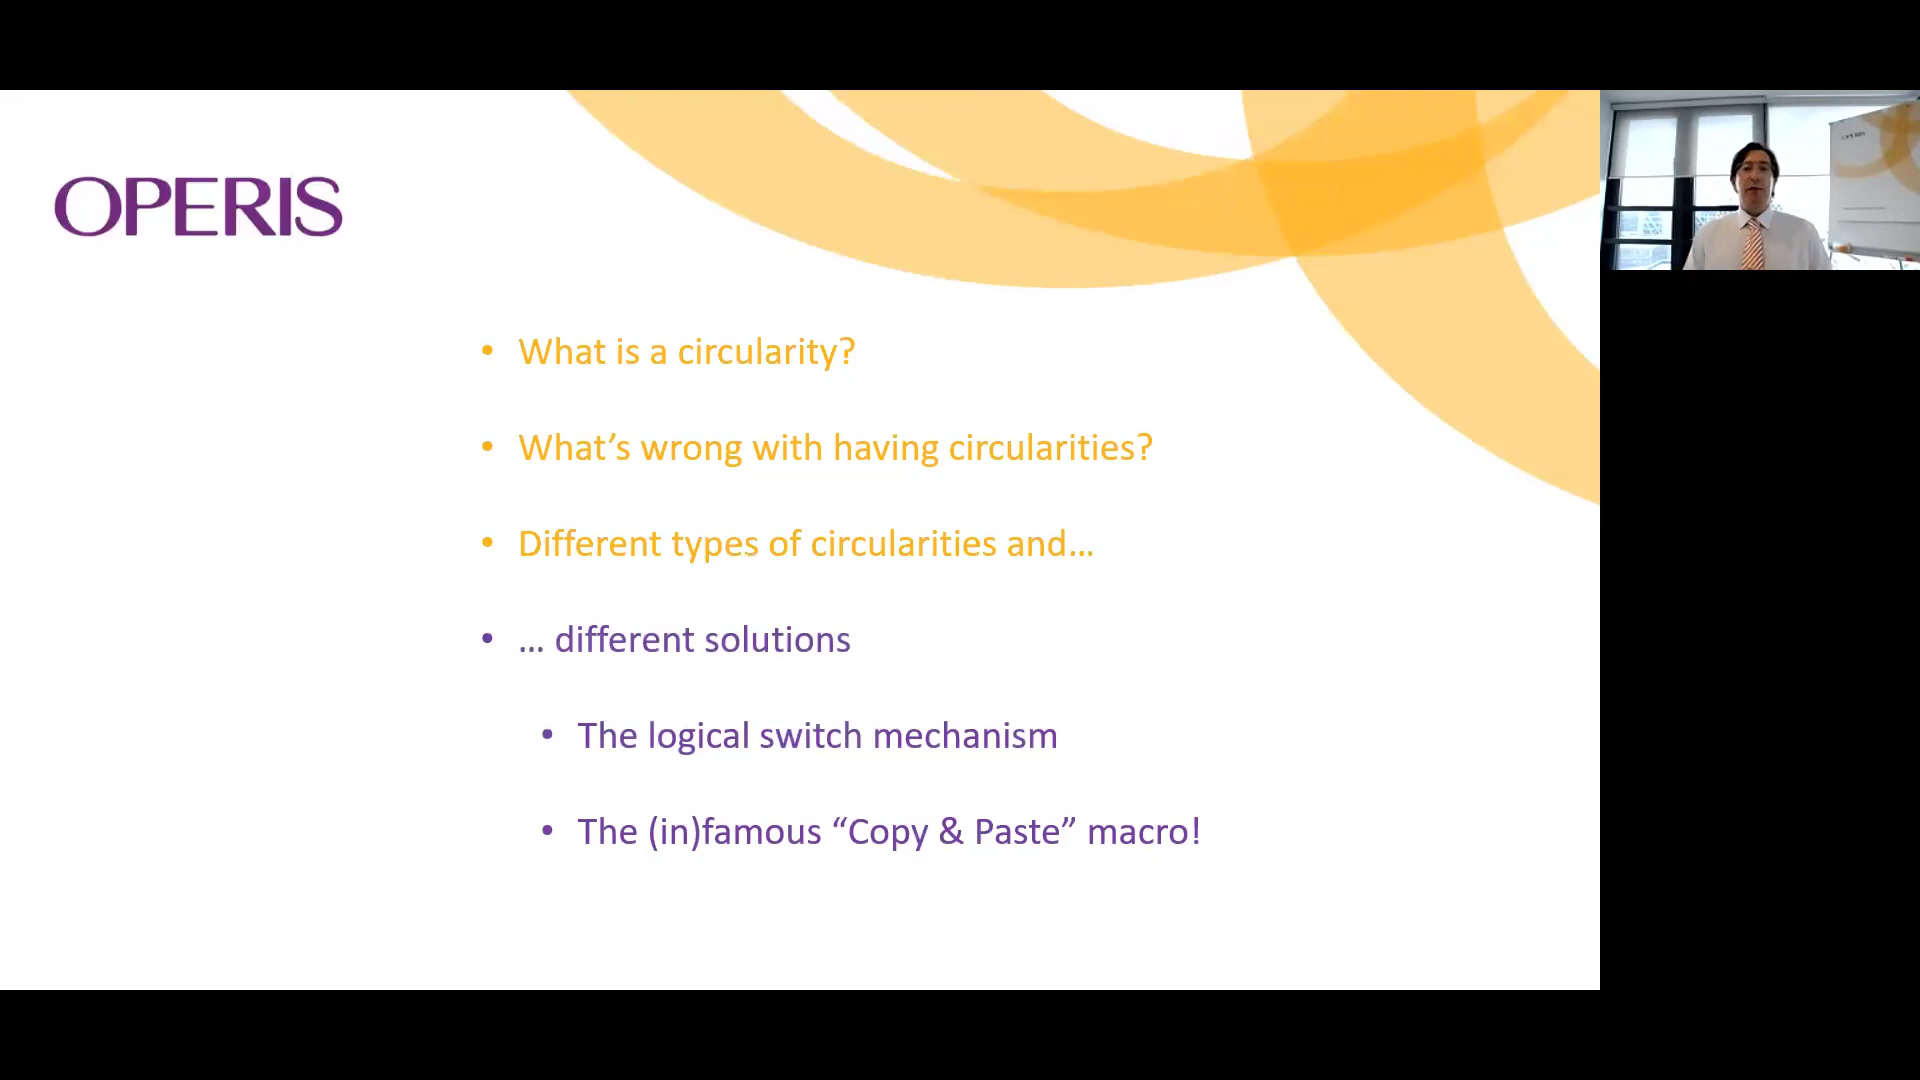 OPERIS
• What is a circularity?
• What’s wrong with having circularities?
• Different types of circularities and…
• … different solutions
• The logical switch mechanism
• The (in)famous “Copy & Paste” macro!
OPERIS